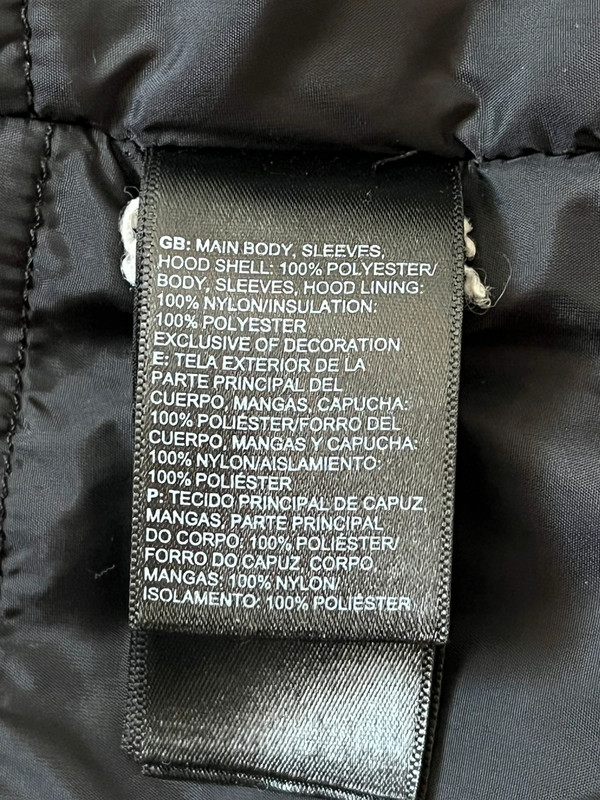 GB: MAIN BODY, SLEEVES,
HOOD SHELL: 100% POLYESTER/
BODY, SLEEVES, HOOD LINING:
100% NYLON/INSULATION:
100% POLYESTER
EXCLUSIVE OF DECORATION
E: TELA EXTERIOR DE LA
PARTE PRINCIPAL DEL
CUERPO, MANGAS, CAPUCHA:
100% POLIÉSTER/FORRO DEL
CUERPO, MANGAS Y CAPUCHA:
100% NYLON/AISLAMIENTO:
100% POLIÉSTER
P: TECIDO PRINCIPAL DE CAPUZ,
MANGAS, PARTE PRINCIPAL
DO CORPO: 100% POLIÉSTER/
FORRO DO CAPUZ, CORPO,
MANGAS: 100% NYLON/
ISOLAMENTO: 100% POLIÉSTER